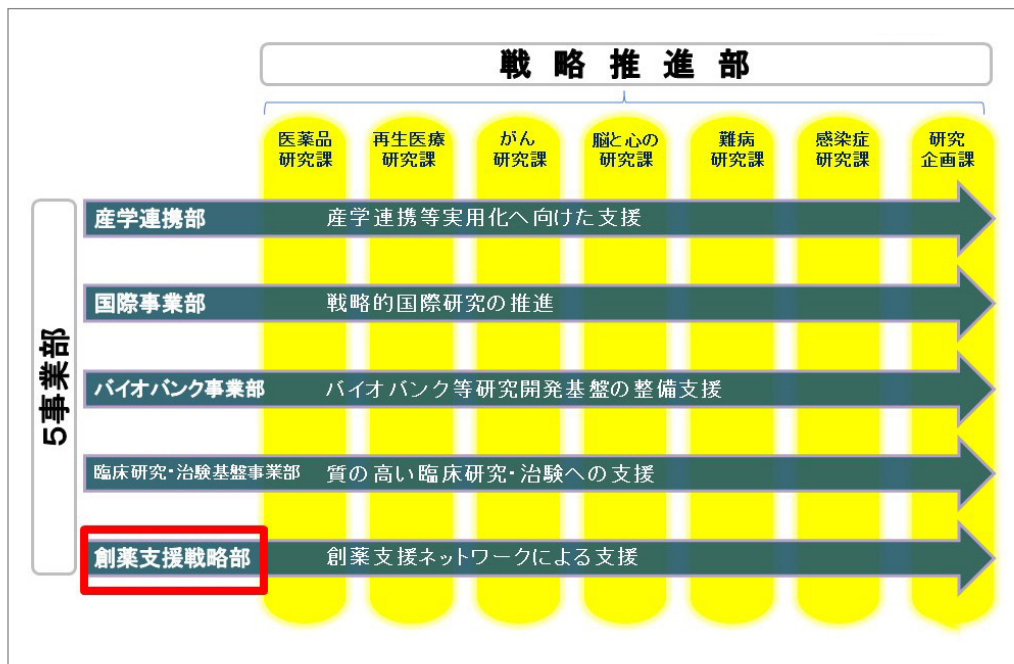 戦略推進部
医薬品
研究課
再生医療
研究課
がん
研究課
脳と心の
研究課
難病
研究課
感染症
研究課
研究
企画課
5事業部
産学連携部
産学連携等実用化へ向けた支援
国際事業部
戦略的国際研究の推進
バイオバンク事業部
バイオバンク等研究開発基盤の整備支援
臨床研究・治験基盤事業部
質の高い臨床研究・治験への支援
創薬支援戦略部
創薬支援ネットワークによる支援